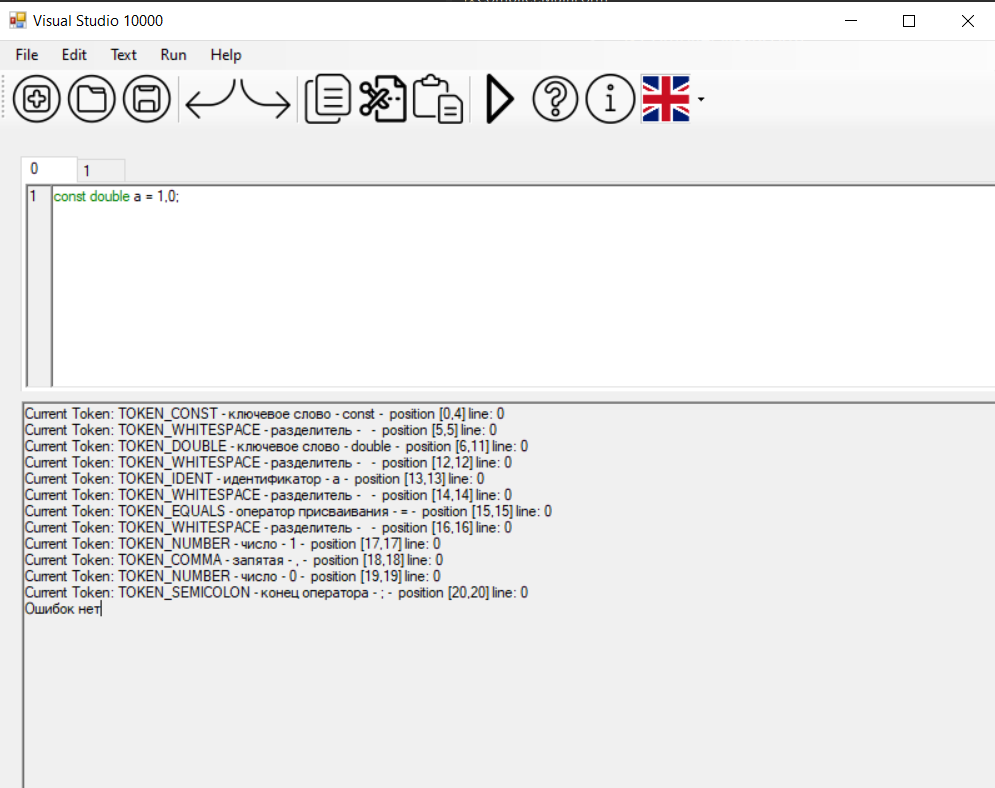 Visual Studio 10000
File Edit Text Run Help
0 1
1 const double a = 1,0;
Current Token: TOKEN_CONST - ключевое слово - const - position [0,4] line: 0
Current Token: TOKEN_WHITESPACE - разделитель -   - position [5,5] line: 0
Current Token: TOKEN_DOUBLE - ключевое слово - double - position [6,11] line: 0
Current Token: TOKEN_WHITESPACE - разделитель -   - position [12,12] line: 0
Current Token: TOKEN_IDENT - идентификатор - a - position [13,13] line: 0
Current Token: TOKEN_WHITESPACE - разделитель -   - position [14,14] line: 0
Current Token: TOKEN_EQUALS - оператор присваивания - = - position [15,15] line: 0
Current Token: TOKEN_WHITESPACE - разделитель -   - position [16,16] line: 0
Current Token: TOKEN_NUMBER - число - 1 - position [17,17] line: 0
Current Token: TOKEN_COMMA - запятая - , - position [18,18] line: 0
Current Token: TOKEN_NUMBER - число - 0 - position [19,19] line: 0
Current Token: TOKEN_SEMICOLON - конец оператора - ; - position [20,20] line: 0
Ошибок нет